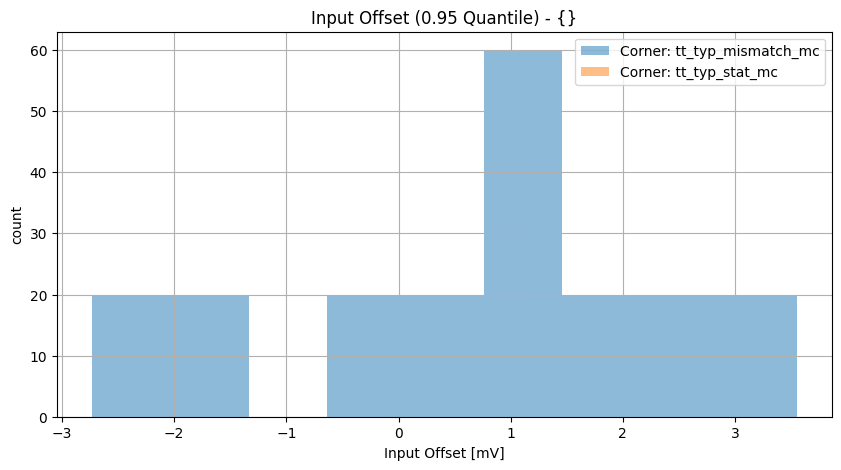 Input Offset (0.95 Quantile) - {}
Corner: tt_typ_mismatch_mc
Corner: tt_typ_stat_mc
60
50
40
30
20
10
0
count
−3 −2 −1 0 1 2 3
Input Offset [mV]